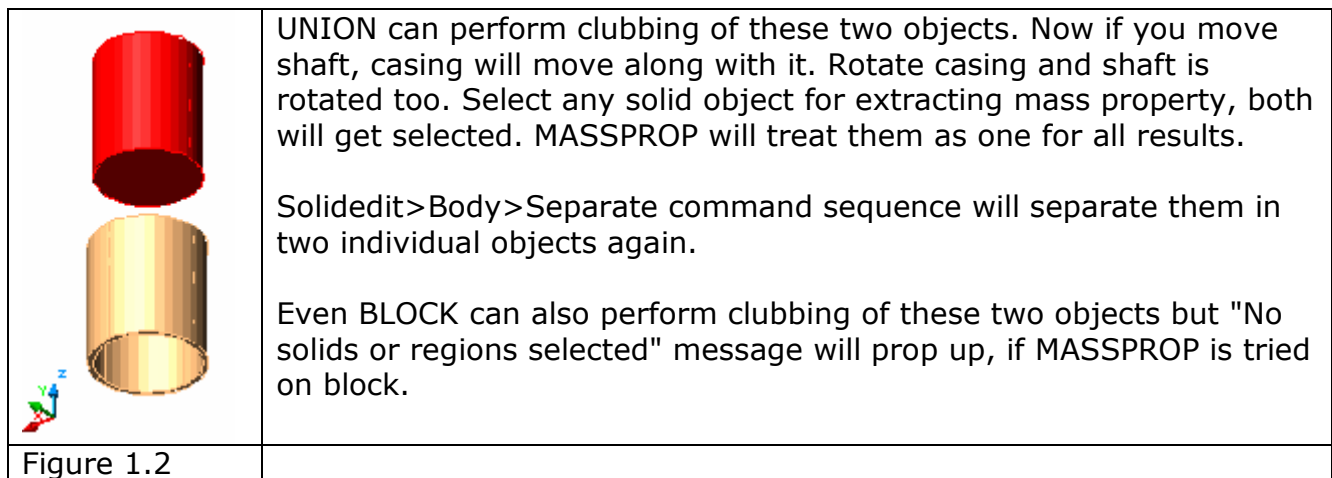 UNION can perform clubbing of these two objects. Now if you move
shaft, casing will move along with it. Rotate casing and shaft is
rotated too. Select any solid object for extracting mass property, both
will get selected. MASSPROP will treat them as one for all results.
Solidedit>Body>Separate command sequence will separate them in
two individual objects again.
Even BLOCK can also perform clubbing of these two objects but "No
solids or regions selected" message will prop up, if MASSPROP is tried
on block.
z
Y
X
Figure 1.2